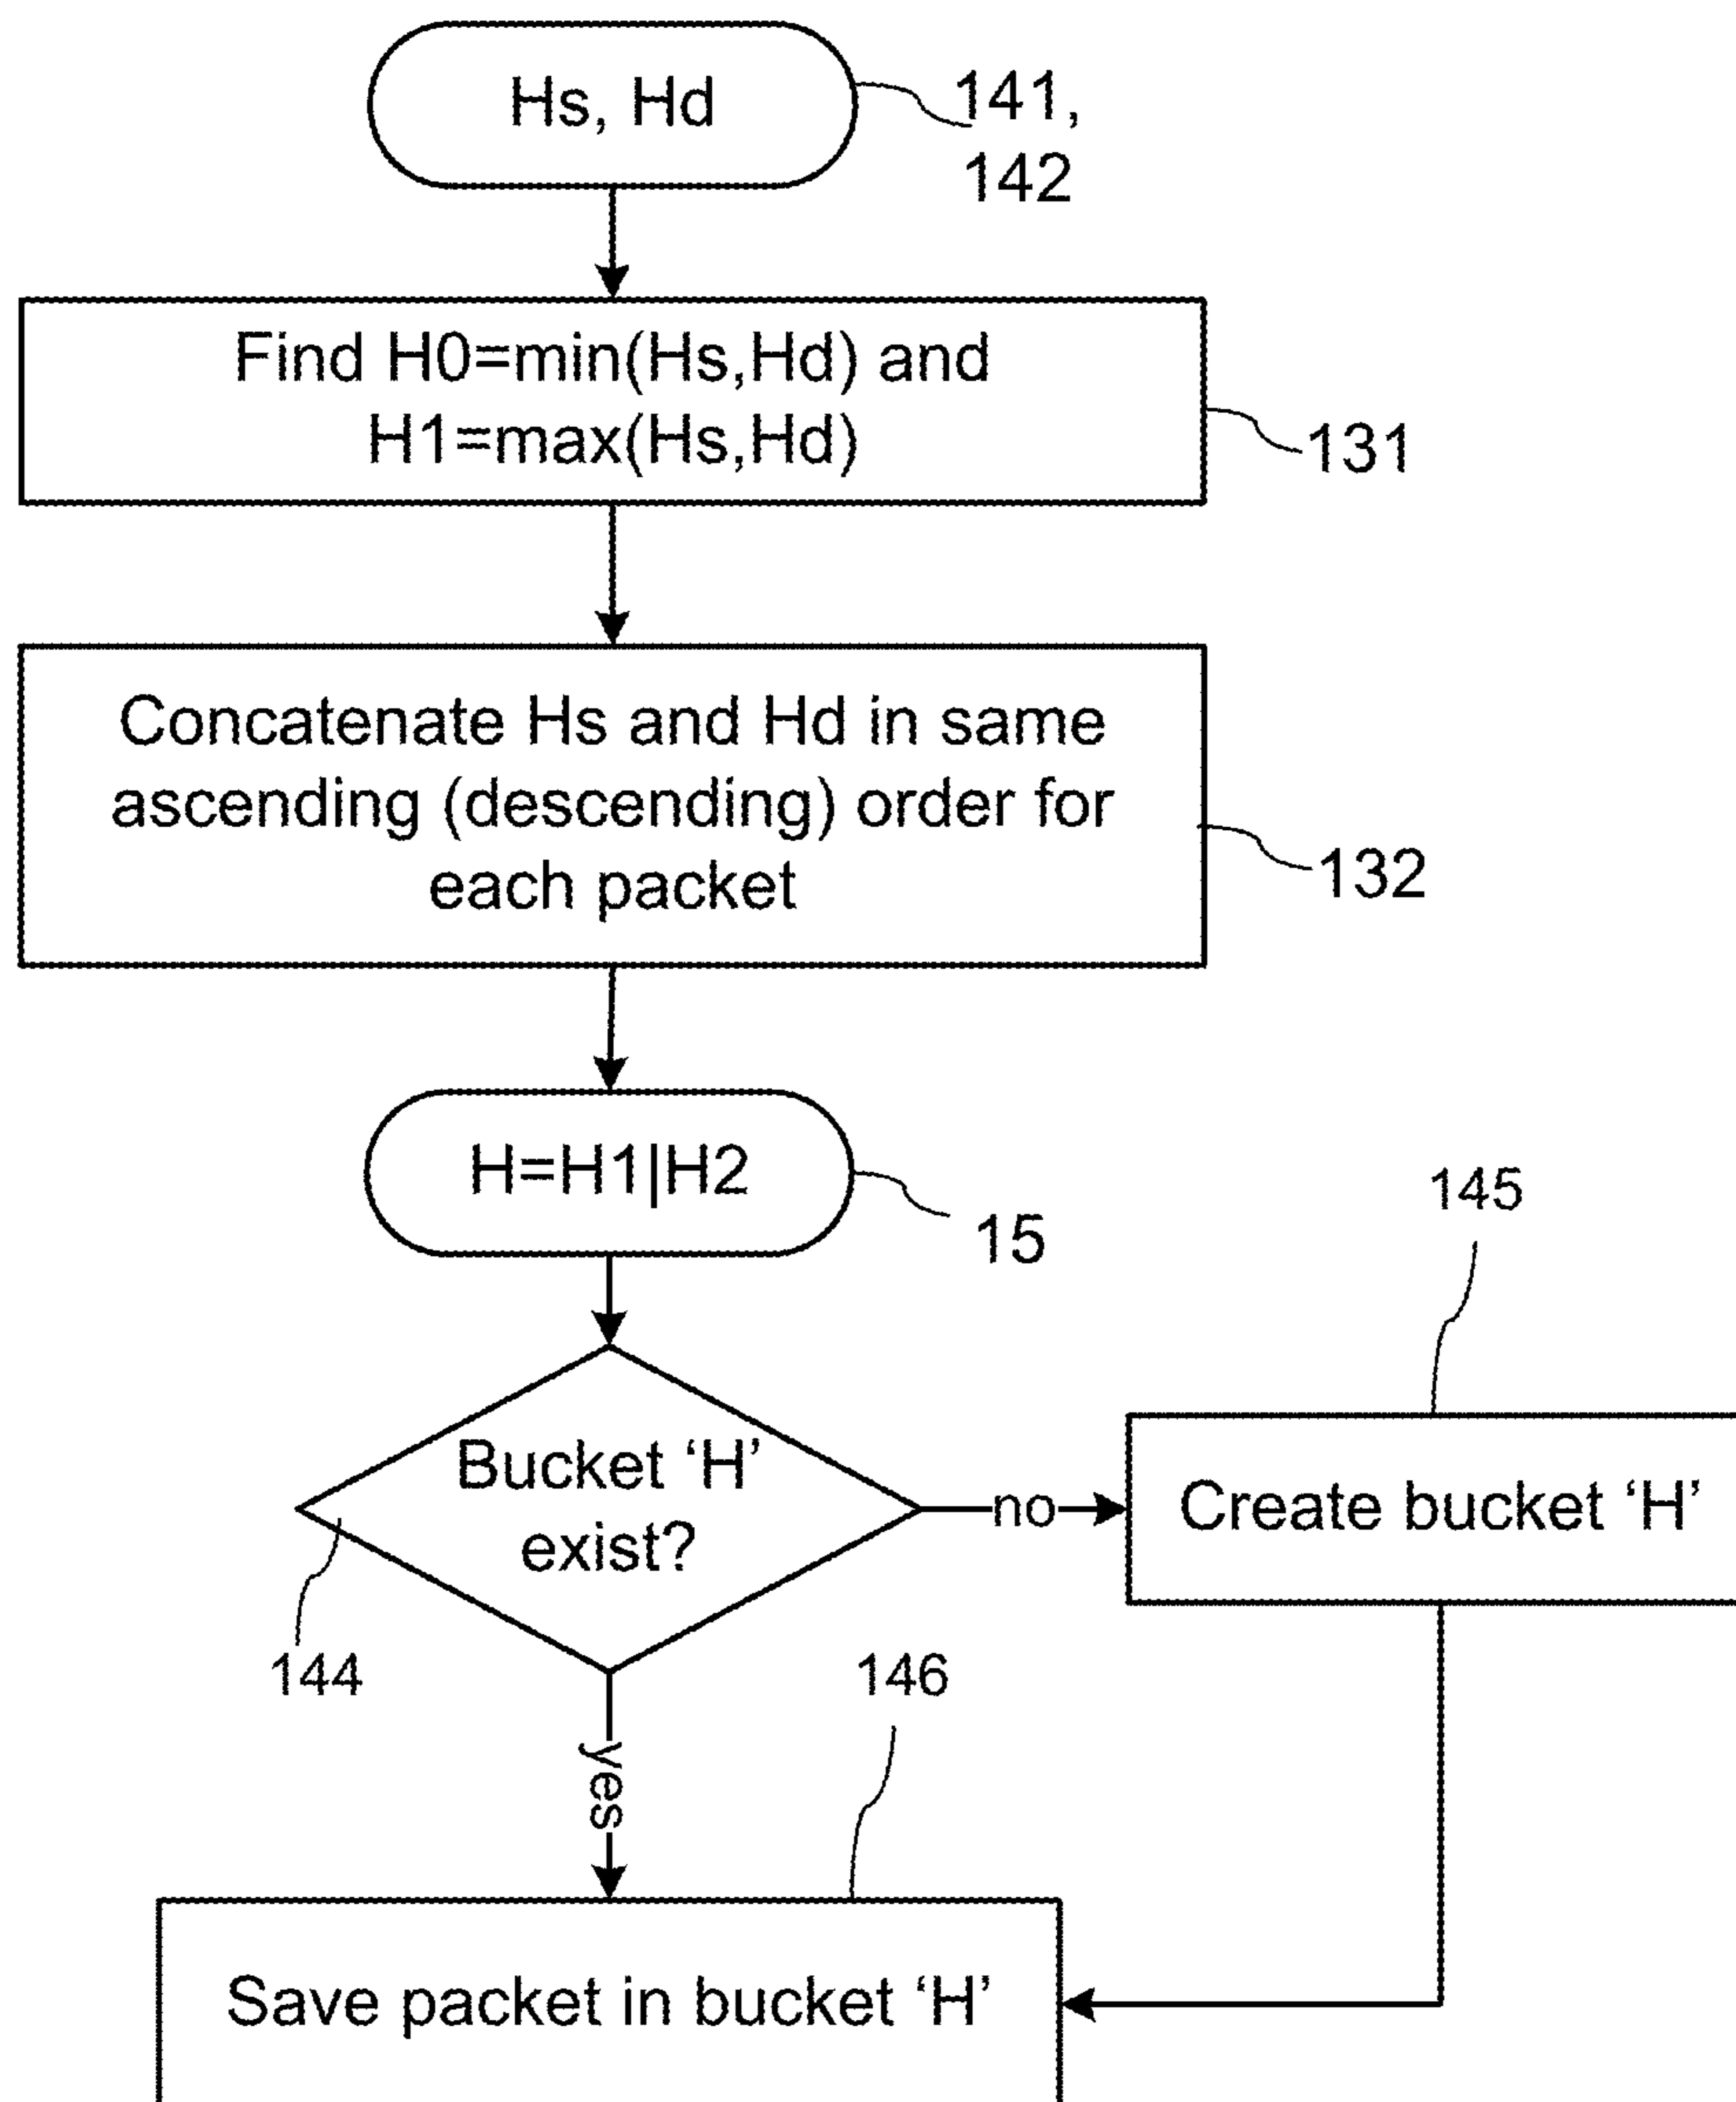 Hs, Hd
141,
142
Find H0=min(Hs,Hd) and
H1=max(Hs,Hd)
131
Concatenate Hs and Hd in same
ascending (descending) order for
each packet
132
H=H1|H2
15
145
Bucket ‘H’
exist?
no
Create bucket ‘H’
144
146
yes
Save packet in bucket ‘H’